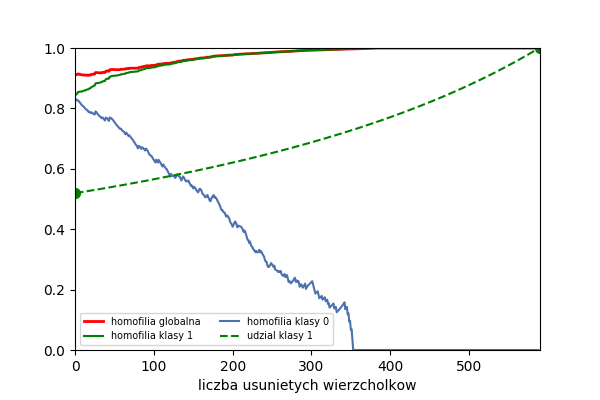 1.0
0.8
0.6
0.4
0.2
0.0
homofilia globalna
homofilia klasy 1
homofilia klasy 0
udzial klasy 1
0 100 200 300 400 500
liczba usunietych wierzcholkow